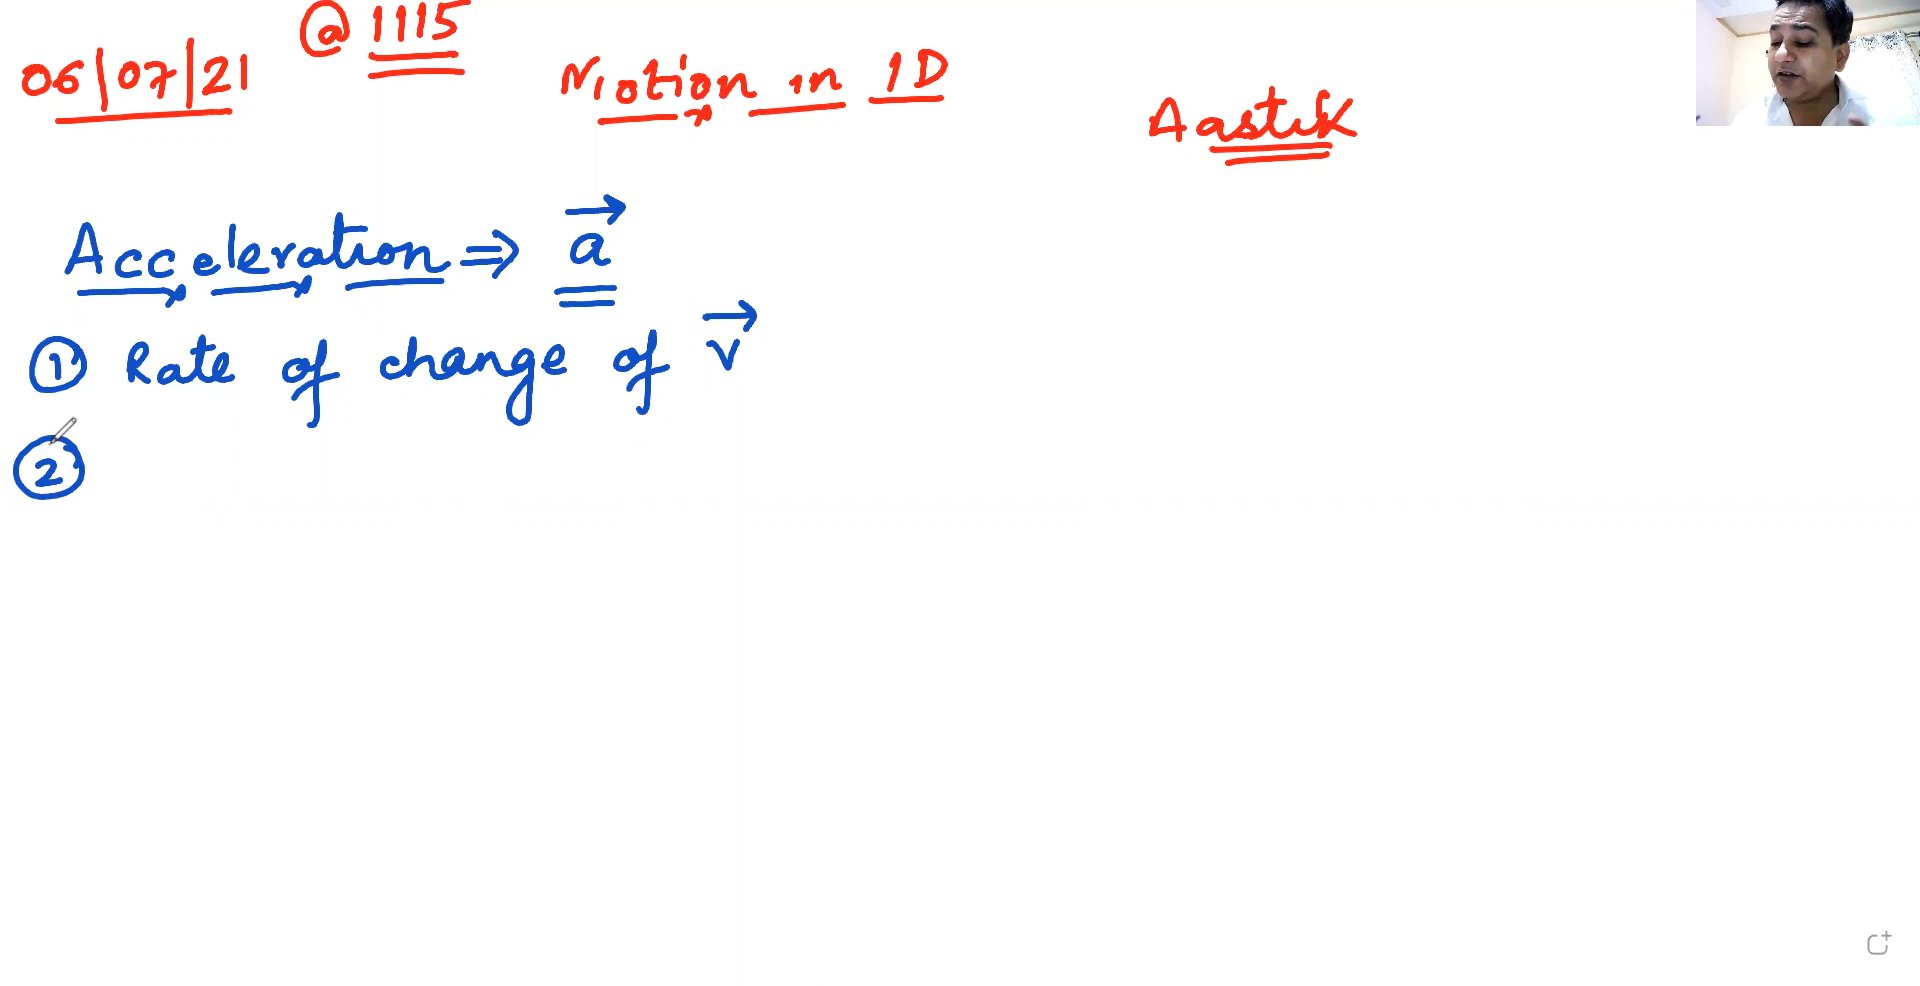 06/07/21 @ 1115 Motion in 1D
Aastik
Acceleration ⇒ a⃗
① Rate of change of v⃗
②